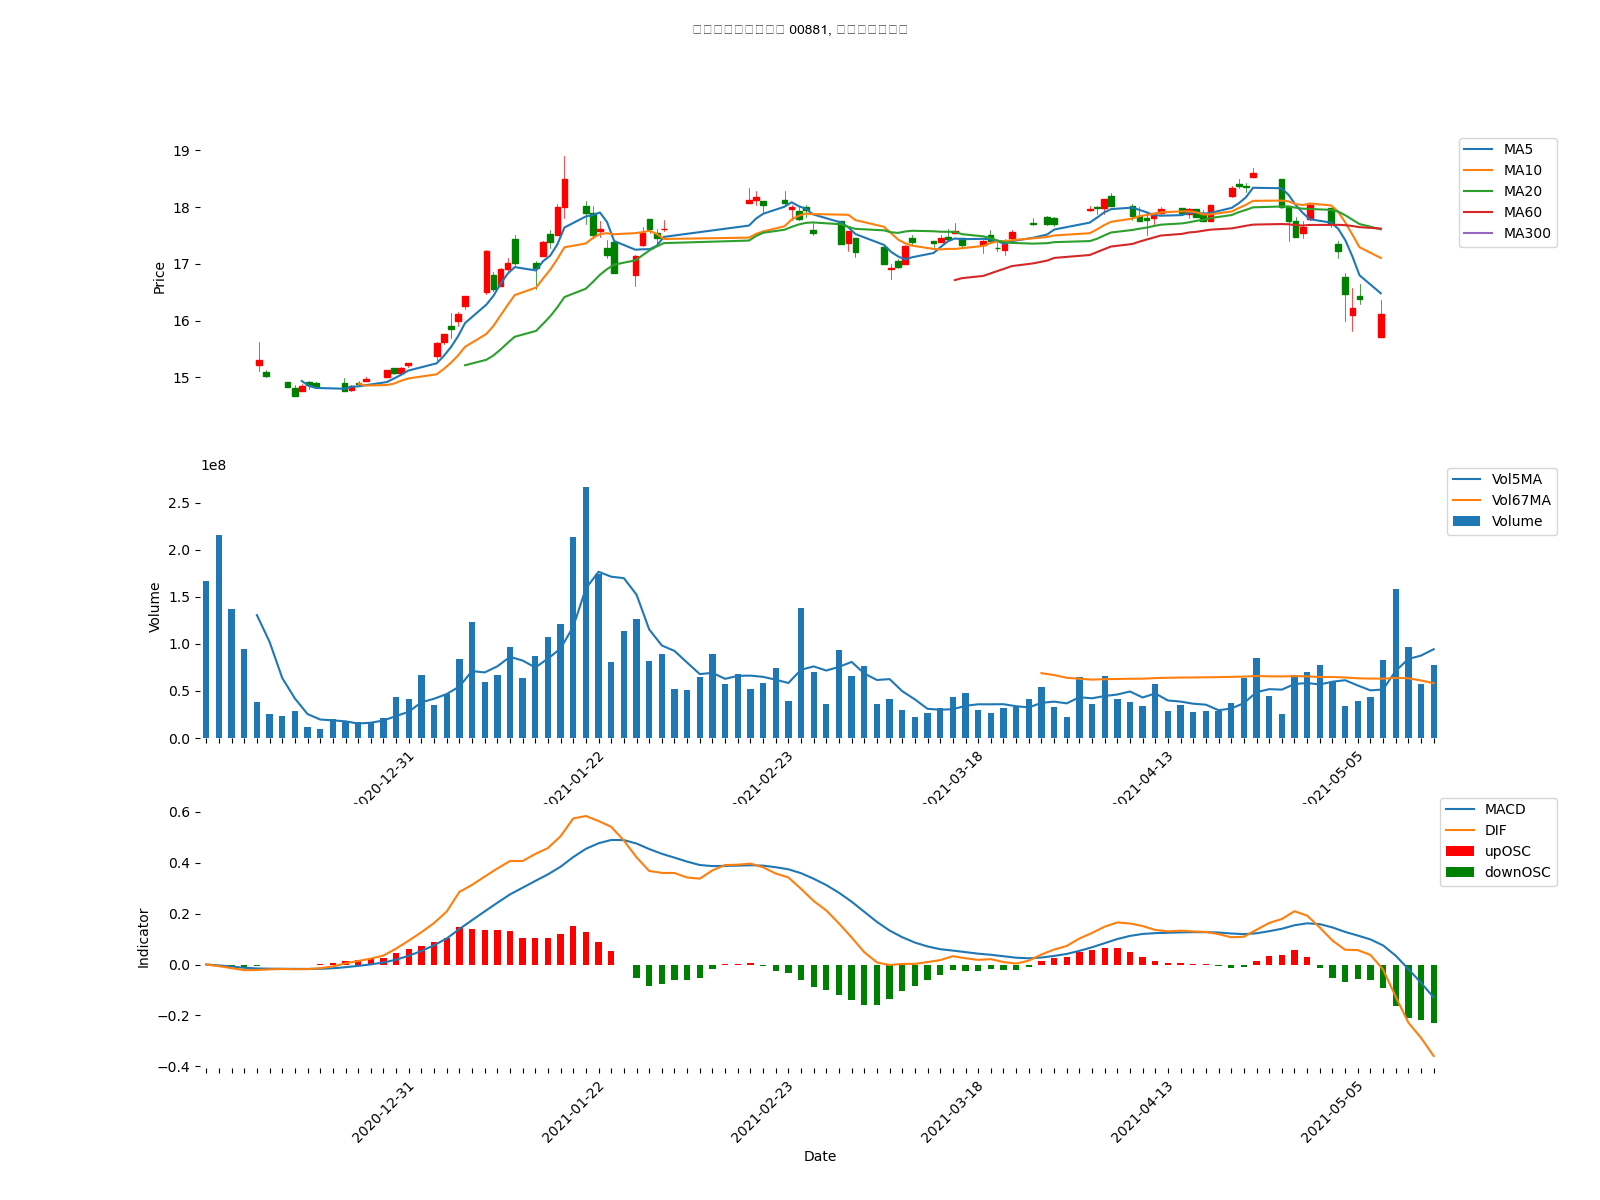 00881,
19
18
17
16
15
Price
MA5
MA10
MA20
MA60
MA300
1e8
2.5
2.0
1.5
1.0
0.5
0.0
Volume
Vol5MA
Vol67MA
Volume
2020-12-31
2021-01-22
2021-02-23
2021-03-18
2021-04-13
2021-05-05
0.6
0.4
0.2
0.0
−0.2
−0.4
Indicator
MACD
DIF
upOSC
downOSC
2020-12-31
2021-01-22
2021-02-23
2021-03-18
2021-04-13
2021-05-05
Date